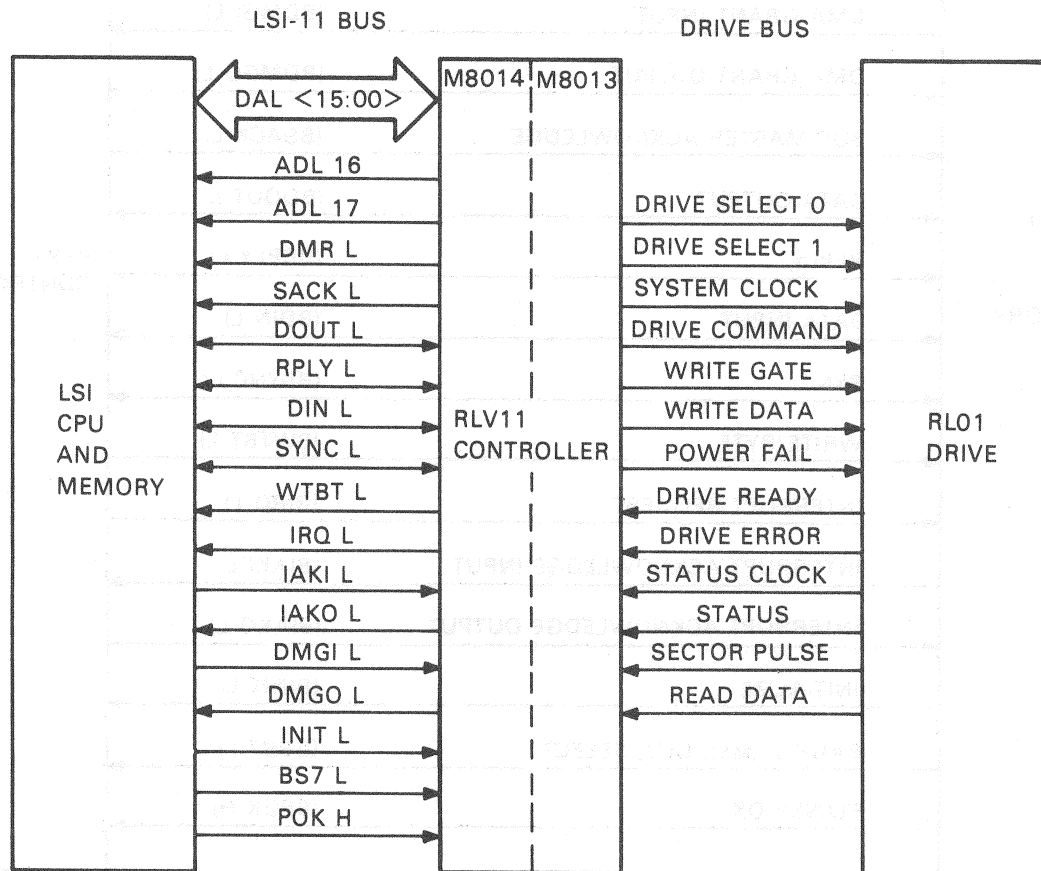 LSI-11 BUS
DRIVE BUS
M8014 M8013
DAL <15:00>
ADL 16
ADL 17
DMR L
SACK L
DOUT L
RPLY L
DIN L
SYNC L
WTBT L
IRQ L
IAKI L
IAKO L
DMGI L
DMGO L
INIT L
BS7 L
POK H
LSI
CPU
AND
MEMORY
RLV11
CONTROLLER
DRIVE SELECT 0
DRIVE SELECT 1
SYSTEM CLOCK
DRIVE COMMAND
WRITE GATE
WRITE DATA
POWER FAIL
DRIVE READY
DRIVE ERROR
STATUS CLOCK
STATUS
SECTOR PULSE
READ DATA
RL01
DRIVE